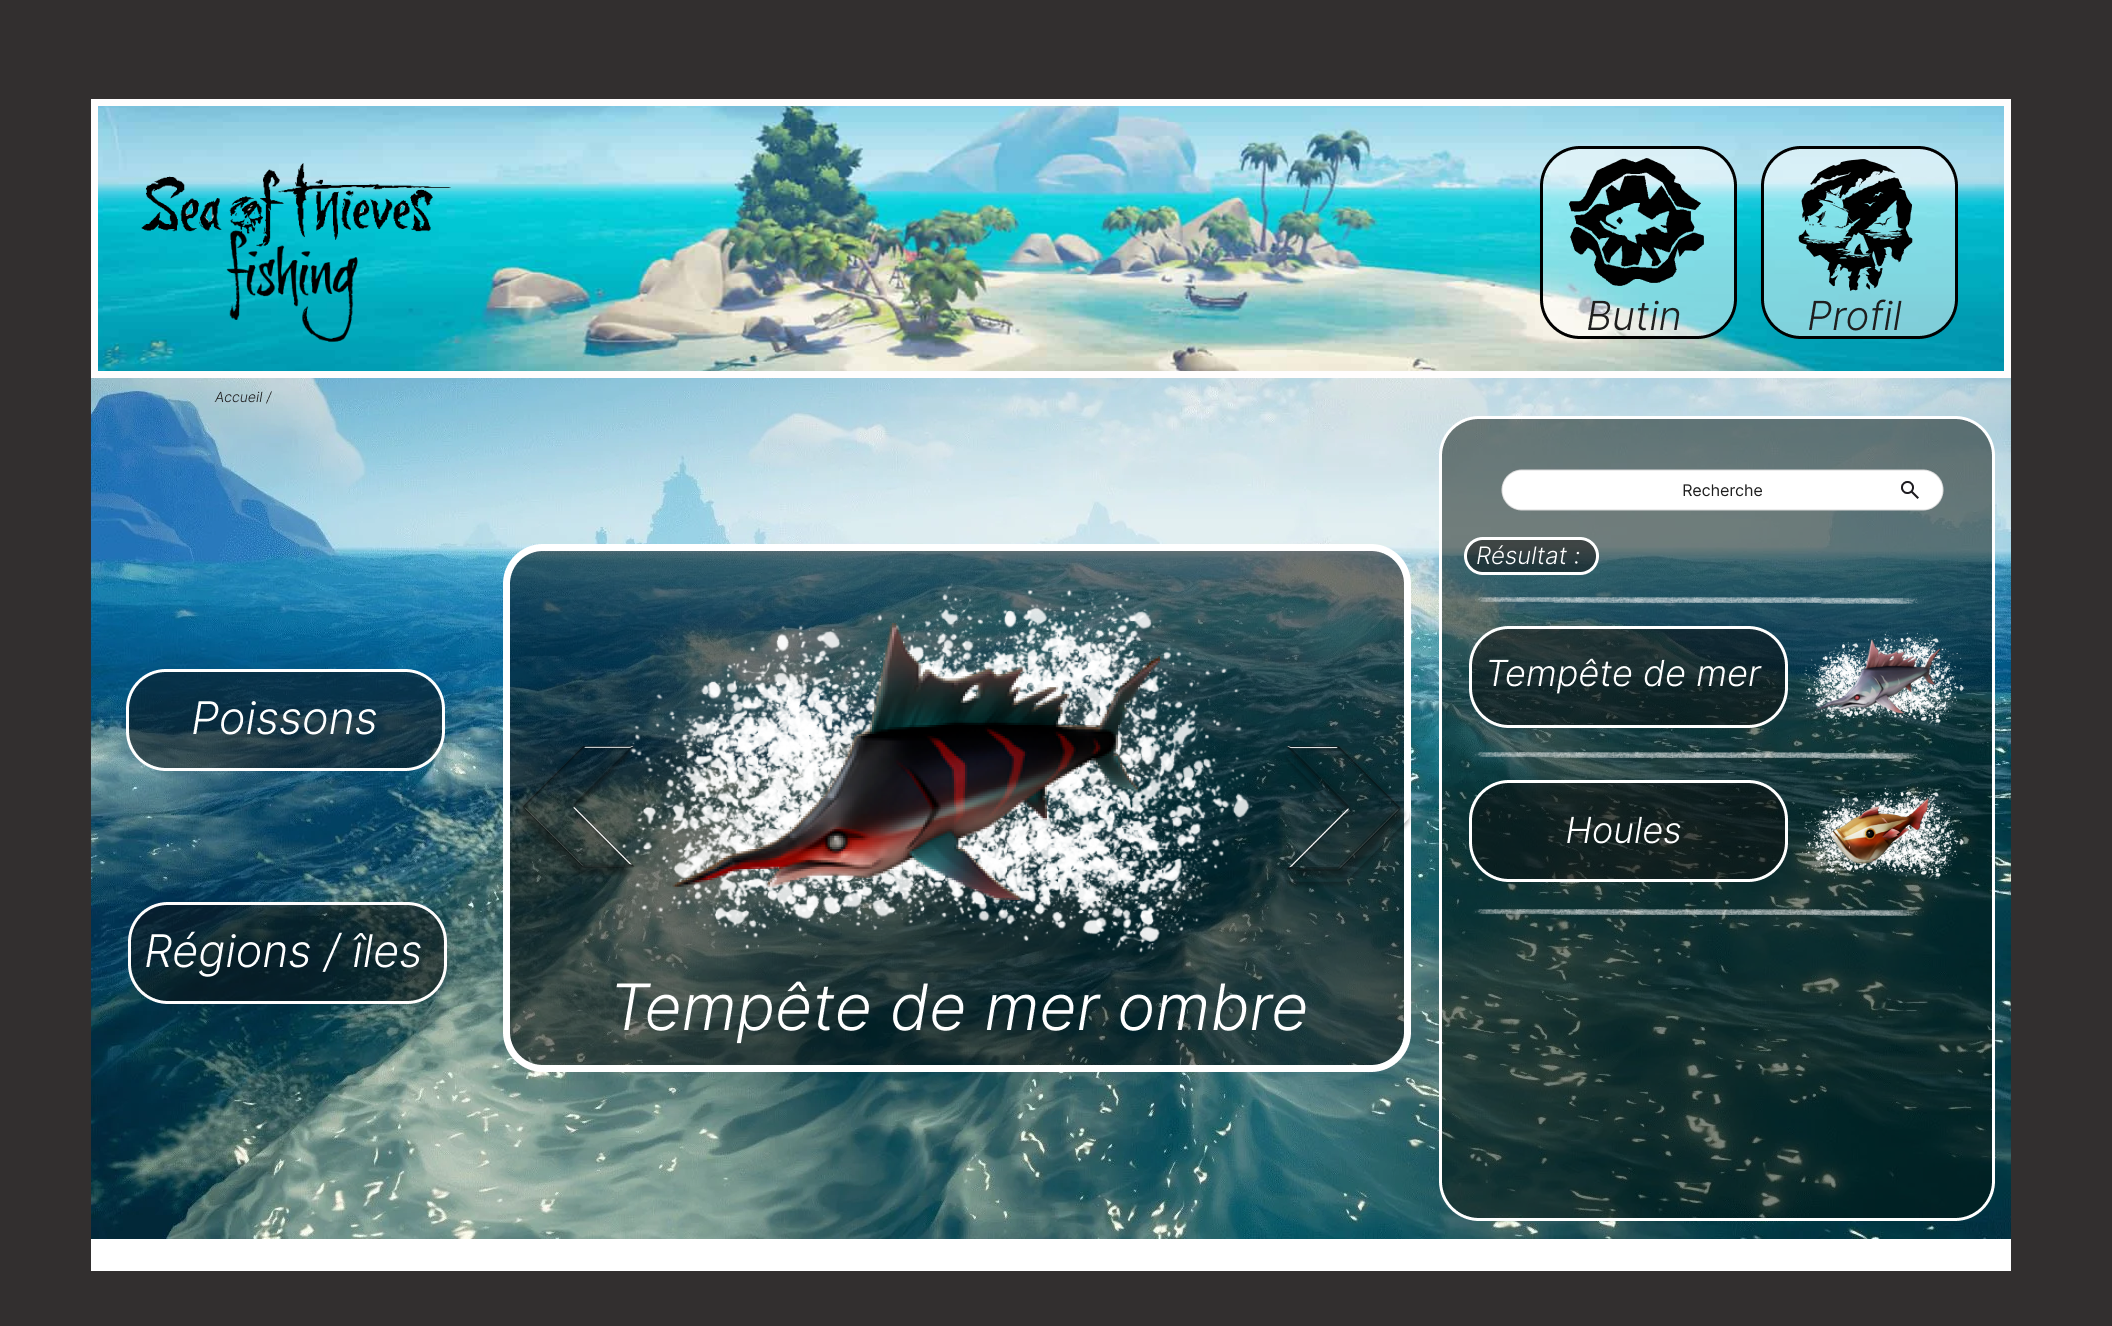 Sea of Thieves
fishing
Butin
Profil
Accueil /
Poissons
Régions / îles
Tempête de mer ombre
Recherche
Résultat :
Tempête de mer
Houles